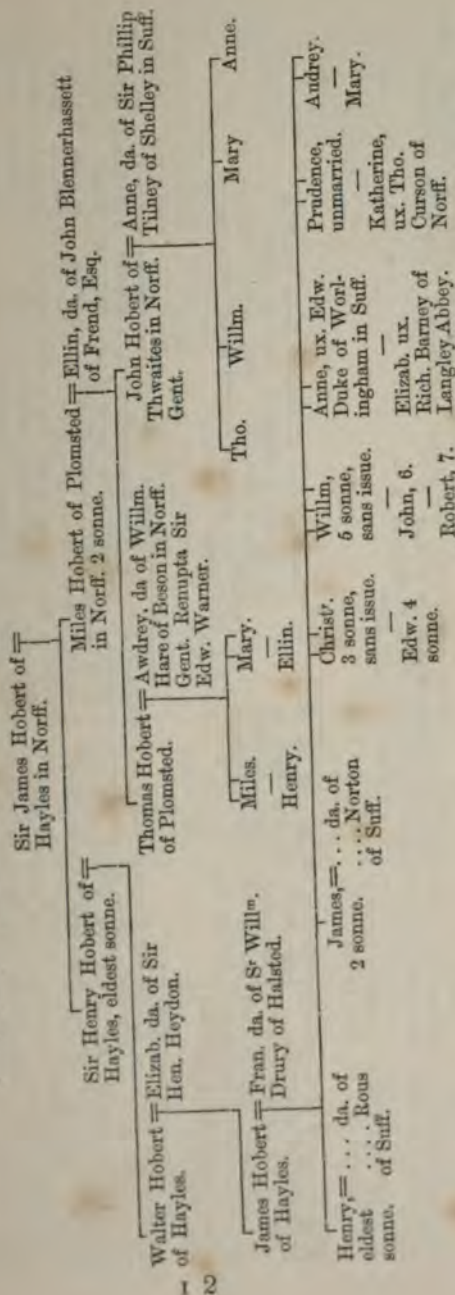 Sir James Hobert of =
Hayles in Norff.
Sir Henry Hobert of =
Hayles, eldest sonne.
Miles Hobert of Plomsted = Ellin, da. of John Blennerhassett
in Norff. 2 sonne. of Frend, Esq.
Walter Hobert = Elizab. da. of Sir
of Hayles. Hen. Heydon.
Thomas Hobert = Awdrey. da of Willm.
of Plomsted. Hare of Beson in Norff.
Gent. Renupta Sir
Edw. Warner.
John Hobert of = Anne, da. of Sir Phillip
Thwaites in Norff. Tilney of Shelley in Suff.
Gent.
James Hobert = Fran. da. of Sr Willm.
of Hayles. Drury of Halsted.
Miles.
—
Henry.
Mary.
—
Ellin.
Tho. Willm. Mary Anne.
Henry, = ... da. of
eldest .... Rous
sonne. of Suff.
James, = ... da. of
2 sonne. .... Norton
of Suff.
Christr.
3 sonne,
sans issue.
—
Edw. 4
sonne.
Willm,
5 sonne,
sans issue.
—
John, 6.
—
Robert, 7.
Anne, ux. Edw.
Duke of Worl-
ingham in Suff.
—
Elizab. ux.
Rich. Barney of
Langley Abbey.
Prudence,
unmarried.
—
Katherine,
ux. Tho.
Curson of
Norff.
Audrey.
—
Mary.
I 2